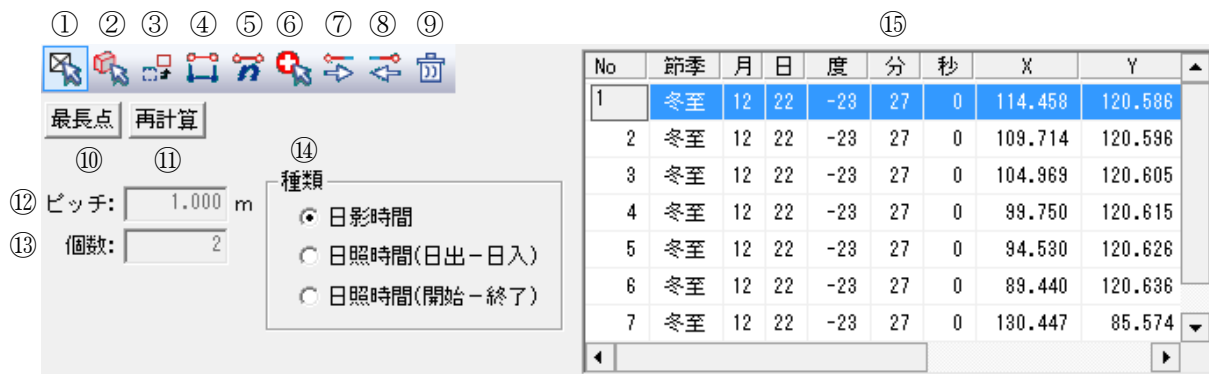 ① ② ③ ④ ⑤ ⑥ ⑦ ⑧ ⑨
最長点 再計算
⑩ ⑪
⑫ ピッチ: 1.000 m
⑬ 個数: 2
⑭
種類
日影時間
日照時間(日出－日入)
日照時間(開始－終了)
⑮
No 節季 月 日 度 分 秒 X Y
1 冬至 12 22 -23 27 0 114.458 120.586
2 冬至 12 22 -23 27 0 109.714 120.596
3 冬至 12 22 -23 27 0 104.969 120.605
4 冬至 12 22 -23 27 0 99.750 120.615
5 冬至 12 22 -23 27 0 94.530 120.626
6 冬至 12 22 -23 27 0 89.440 120.636
7 冬至 12 22 -23 27 0 130.447 85.574